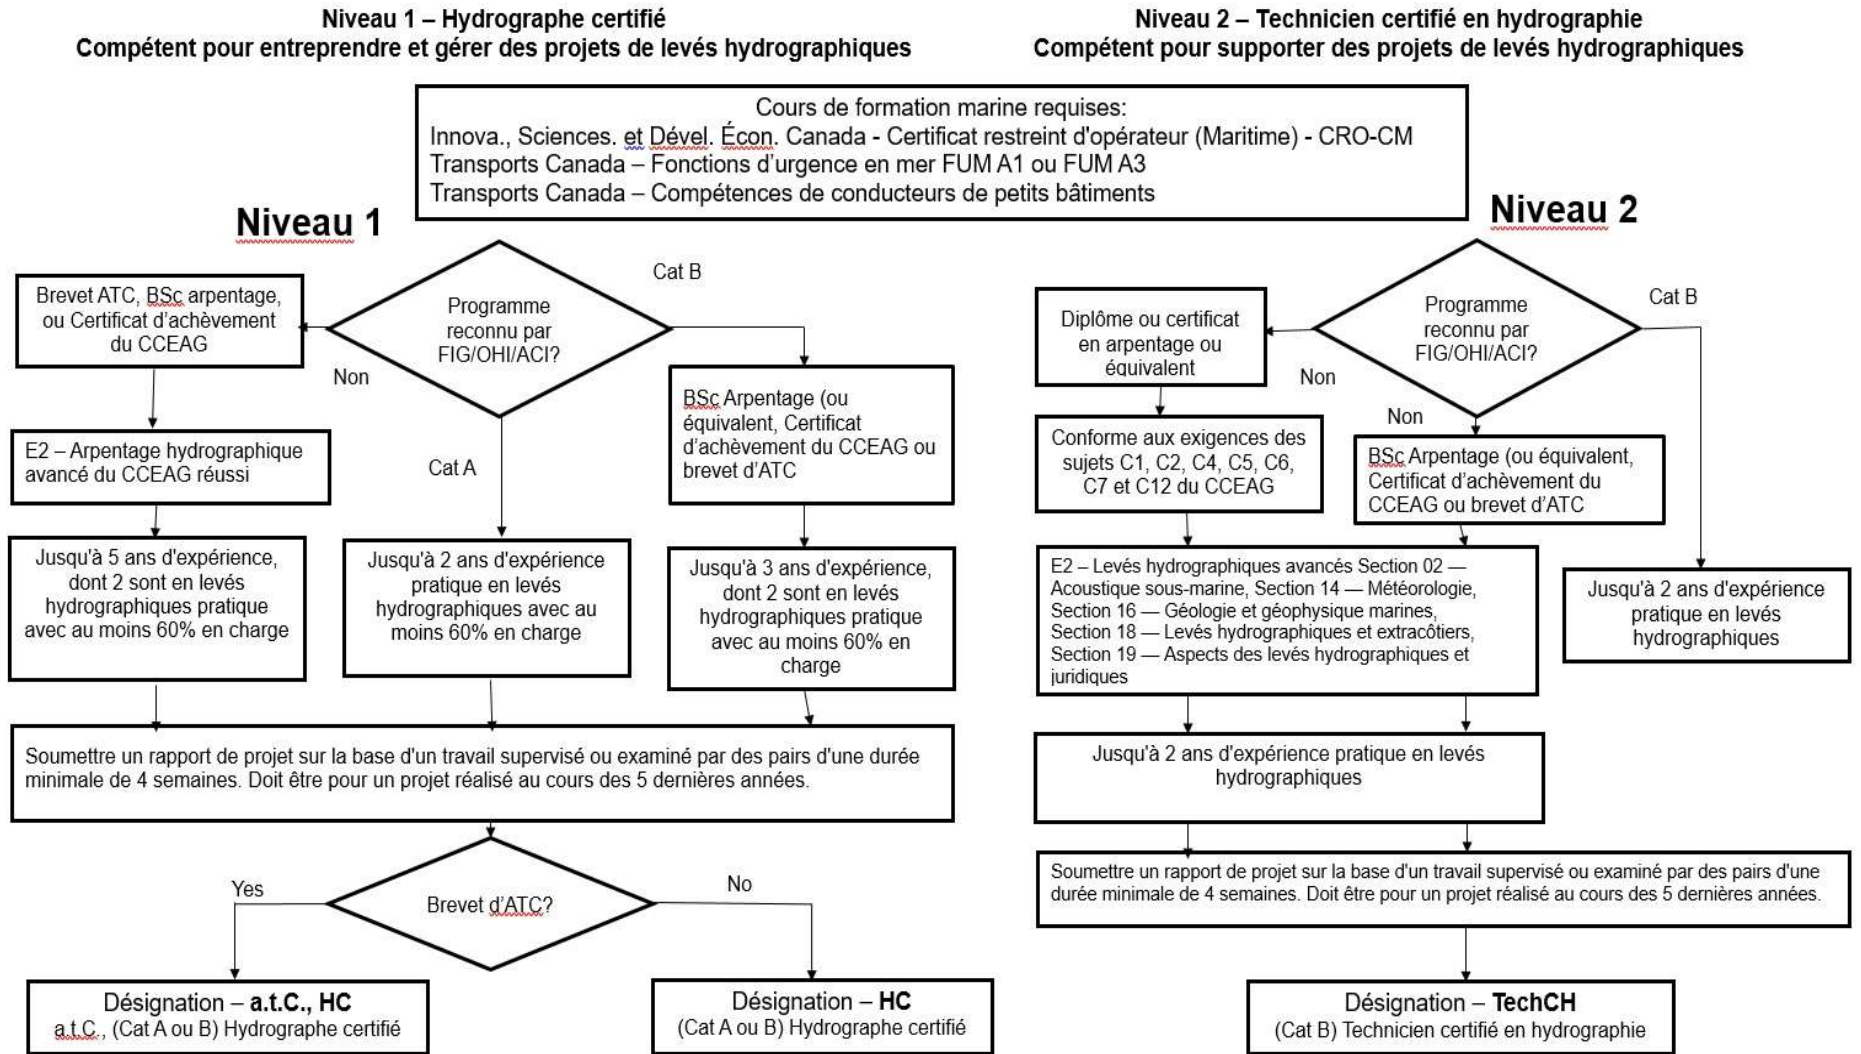 Niveau 1 – Hydrographe certifié
Compétent pour entreprendre et gérer des projets de levés hydrographiques
Niveau 2 – Technicien certifié en hydrographie
Compétent pour supporter des projets de levés hydrographiques
Cours de formation marine requises:
Innova., Sciences. et Dével. Écon. Canada - Certificat restreint d'opérateur (Maritime) - CRO-CM
Transports Canada – Fonctions d'urgence en mer FUM A1 ou FUM A3
Transports Canada – Compétences de conducteurs de petits bâtiments
Niveau 1
Programme
reconnu par
FIG/OHI/ACI?
Non
Cat A
Cat B
Brevet ATC, BSc arpentage,
ou Certificat d'achèvement
du CCEAG
E2 – Arpentage hydrographique
avancé du CCEAG réussi
Jusqu'à 5 ans d'expérience,
dont 2 sont en levés
hydrographiques pratique
avec au moins 60% en charge
Jusqu'à 2 ans d'expérience
pratique en levés
hydrographiques avec au
moins 60% en charge
BSc Arpentage (ou
équivalent, Certificat
d'achèvement du CCEAG ou
brevet d'ATC
Jusqu'à 3 ans d'expérience,
dont 2 sont en levés
hydrographiques pratique
avec au moins 60% en
charge
Soumettre un rapport de projet sur la base d'un travail supervisé ou examiné par des pairs d'une durée
minimale de 4 semaines. Doit être pour un projet réalisé au cours des 5 dernières années.
Brevet d'ATC?
Yes
No
Désignation – a.t.C., HC
a.t.C., (Cat A ou B) Hydrographe certifié
Désignation – HC
(Cat A ou B) Hydrographe certifié
Niveau 2
Programme
reconnu par
FIG/OHI/ACI?
Non
Non
Cat B
Diplôme ou certificat
en arpentage ou
équivalent
Conforme aux exigences des
sujets C1, C2, C4, C5, C6,
C7 et C12 du CCEAG
BSc Arpentage (ou équivalent,
Certificat d'achèvement du
CCEAG ou brevet d'ATC
E2 – Levés hydrographiques avancés Section 02 —
Acoustique sous-marine, Section 14 — Météorologie,
Section 16 — Géologie et géophysique marines,
Section 18 — Levés hydrographiques et extracôtiers,
Section 19 — Aspects des levés hydrographiques et
juridiques
Jusqu'à 2 ans d'expérience
pratique en levés
hydrographiques
Jusqu'à 2 ans d'expérience pratique en levés
hydrographiques
Soumettre un rapport de projet sur la base d'un travail supervisé ou examiné par des pairs d'une
durée minimale de 4 semaines. Doit être pour un projet réalisé au cours des 5 dernières années.
Désignation – TechCH
(Cat B) Technicien certifié en hydrographie